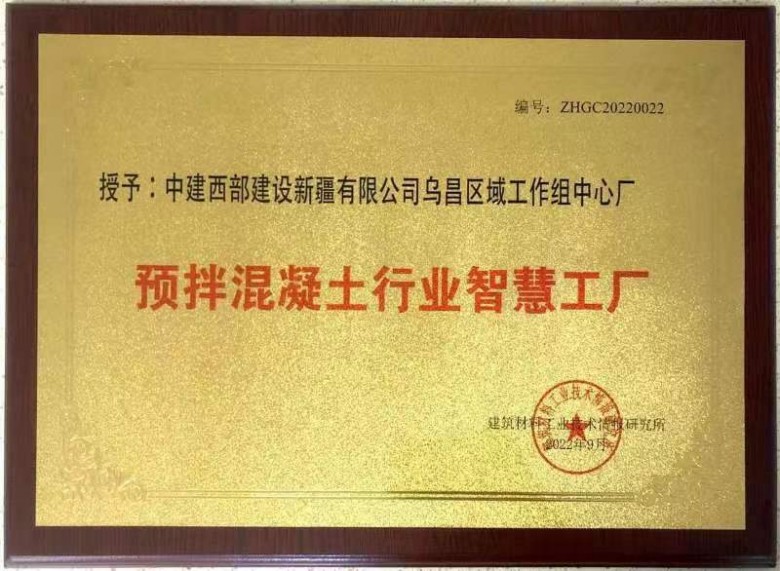 编号：ZHGC20220022
授予：中建西部建设新疆有限公司乌昌区域工作组中心厂
预拌混凝土行业智慧工厂
建筑材料工业技术情报研究所
2022年9月